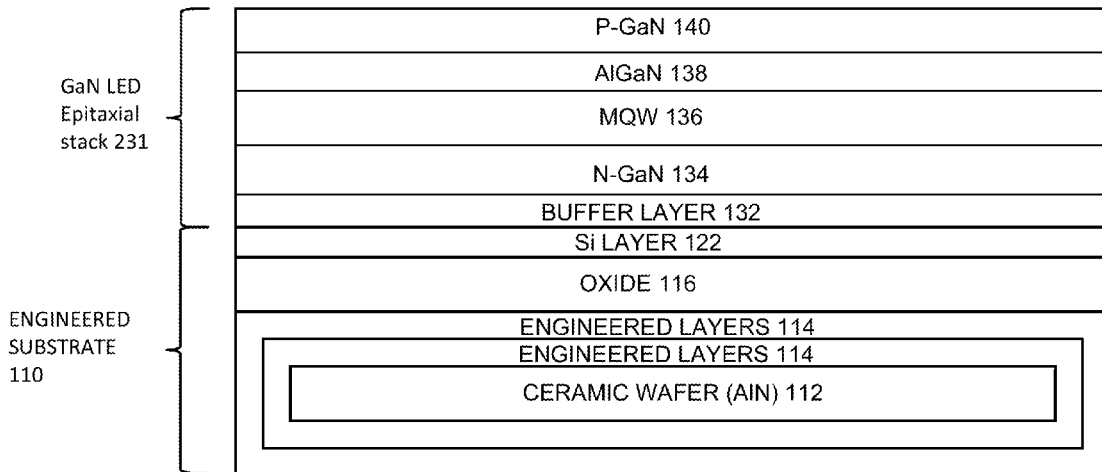 P-GaN 140
AlGaN 138
MQW 136
N-GaN 134
BUFFER LAYER 132
GaN LED
Epitaxial
stack 231
Si LAYER 122
OXIDE 116
ENGINEERED LAYERS 114
ENGINEERED LAYERS 114
CERAMIC WAFER (AlN) 112
ENGINEERED
SUBSTRATE
110